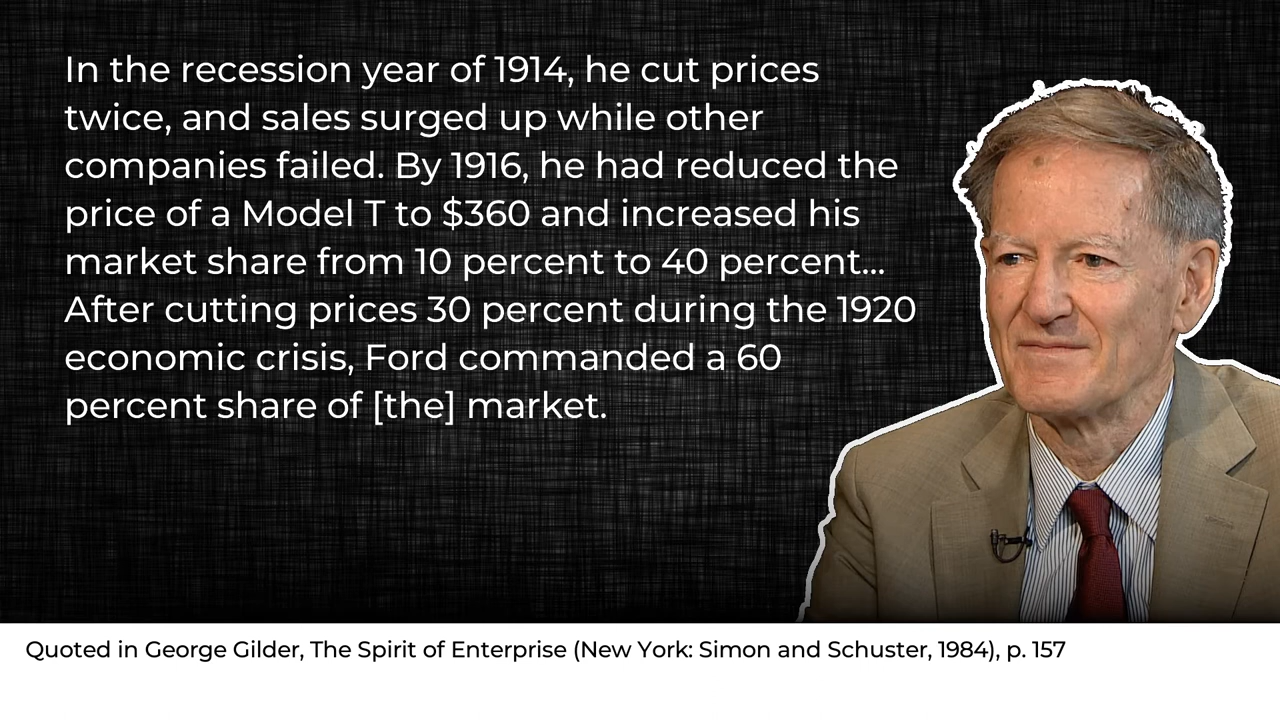 In the recession year of 1914, he cut prices
twice, and sales surged up while other
companies failed. By 1916, he had reduced the
price of a Model T to $360 and increased his
market share from 10 percent to 40 percent...
After cutting prices 30 percent during the 1920
economic crisis, Ford commanded a 60
percent share of [the] market.
Quoted in George Gilder, The Spirit of Enterprise (New York: Simon and Schuster, 1984), p. 157